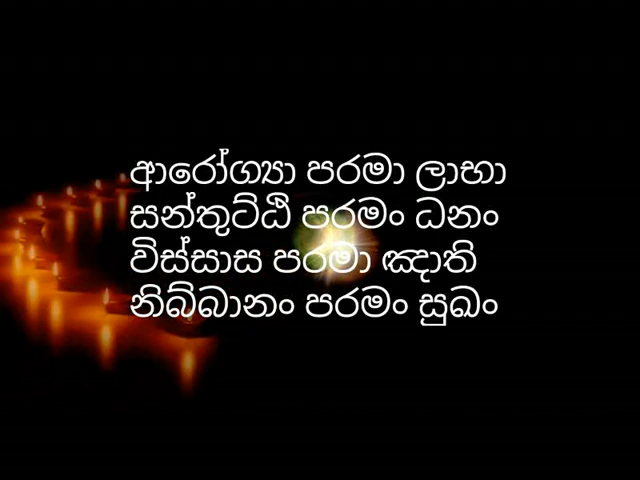 ආරෝග්‍යා පරමා ලාභා
සන්තුට්ඨි පරමං ධනං
විස්සාස පරමා ඤාති
නිබ්බානං පරමං සුඛං